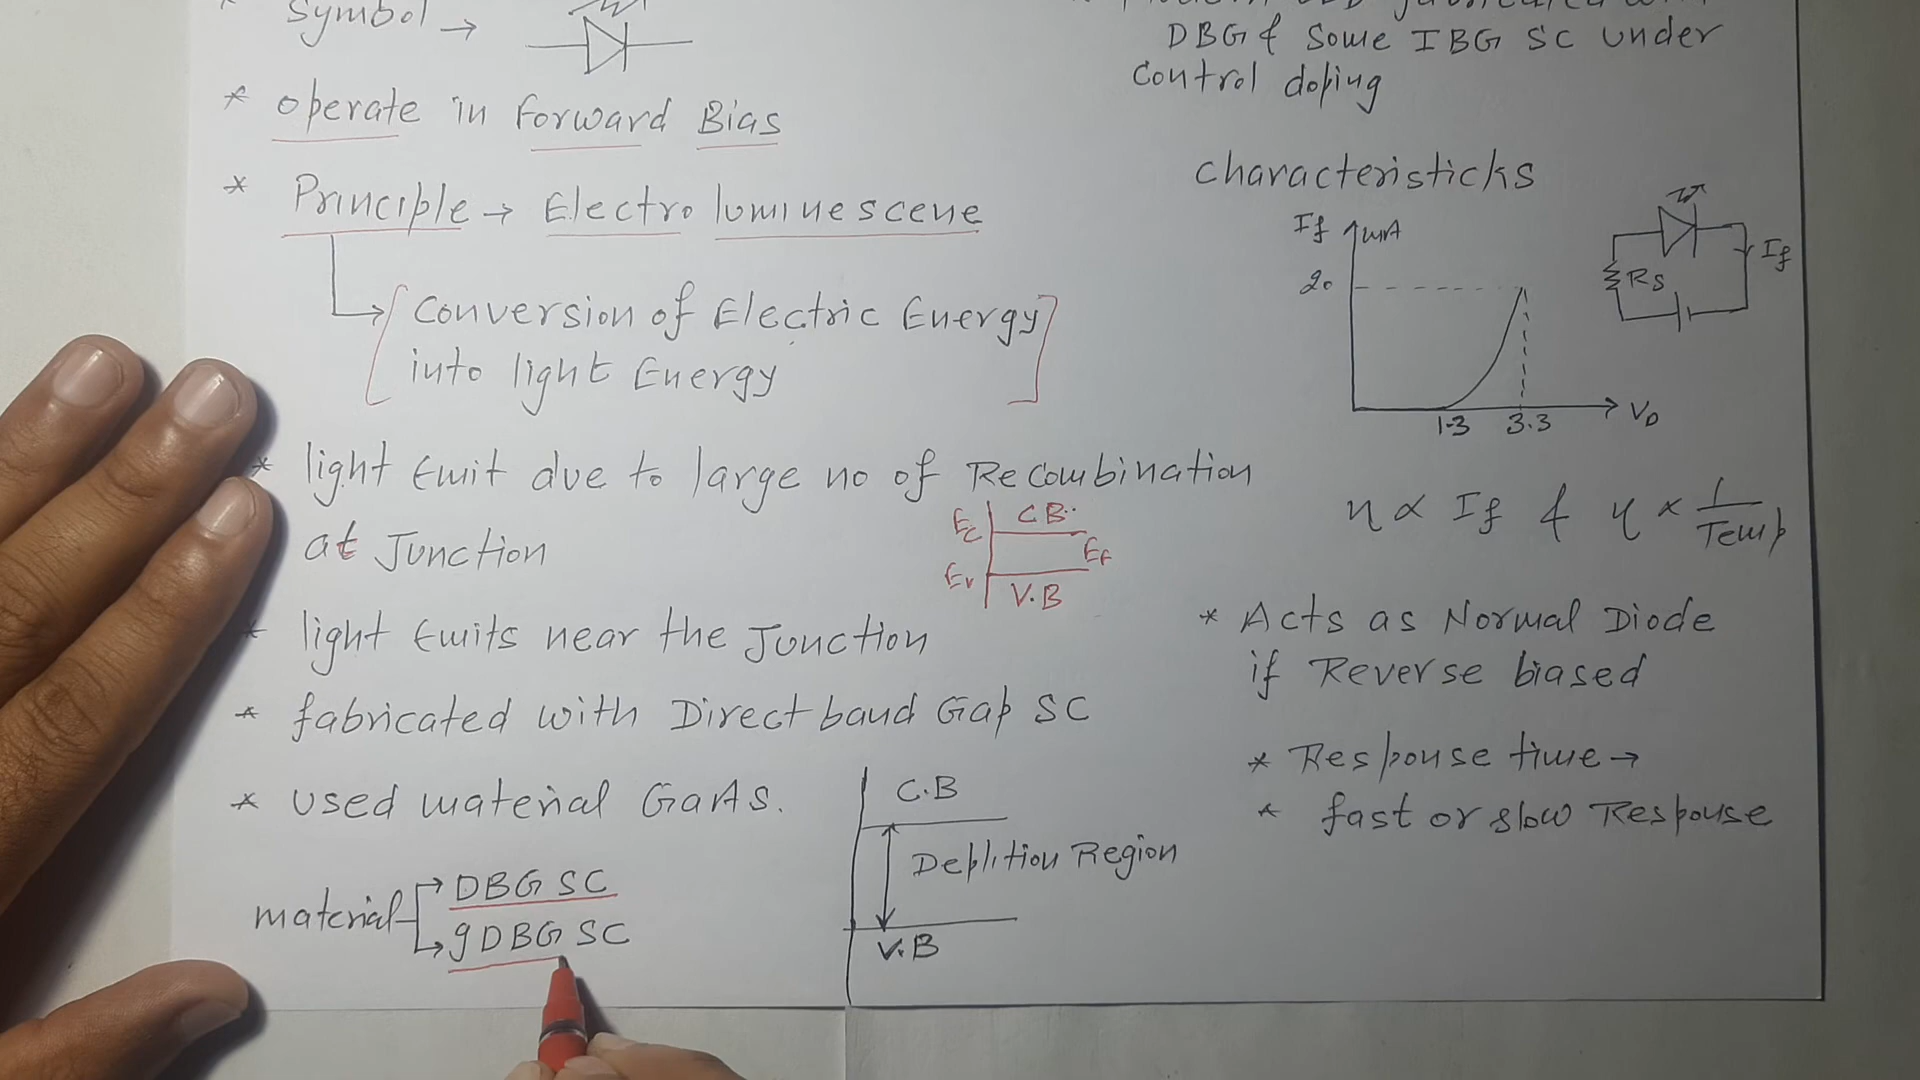 * Symbol →
* operate in forward Bias
* Principle → Electro luminescene
Conversion of Electric Energy
into light Energy
* light Emit due to large no of Recombination
at Junction
Ec C.B.
Ef
Ev V.B
* light Emits near the Junction
* fabricated with Direct band Gap SC
* used material GaAs.
material DBG SC
gDBG SC
C.B
Deplition Region
V.B
DBG & Some IBG SC under
Control doping
Characteristicks
If mA
20
1.3 3.3 VD
Rs If
η ∝ If & η ∝ 1/Temp
* Acts as Normal Diode
if Reverse biased
* Response time →
* fast or slow Response